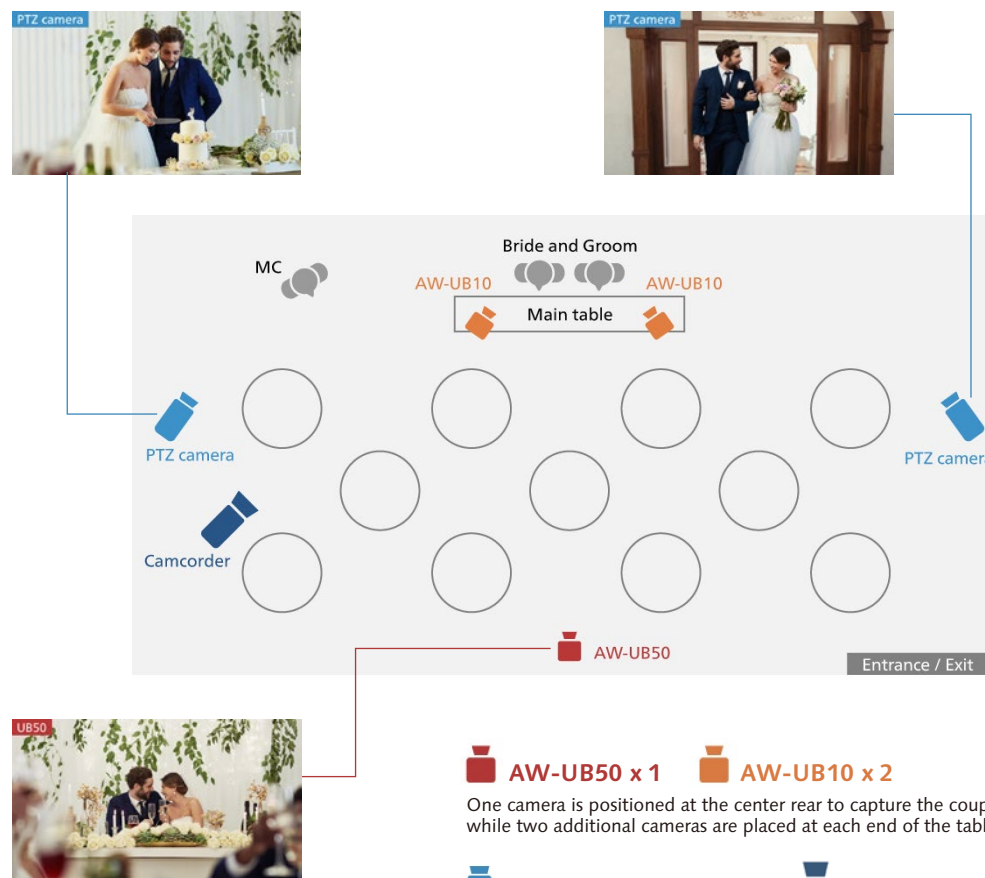 PTZ camera
PTZ camera
Bride and Groom
MC
AW-UB10
AW-UB10
Main table
PTZ camera
PTZ camera
Camcorder
AW-UB50
Entrance / Exit
UB50
AW-UB50 x 1
AW-UB10 x 2
One camera is positioned at the center rear to capture the coup
while two additional cameras are placed at each end of the tabl